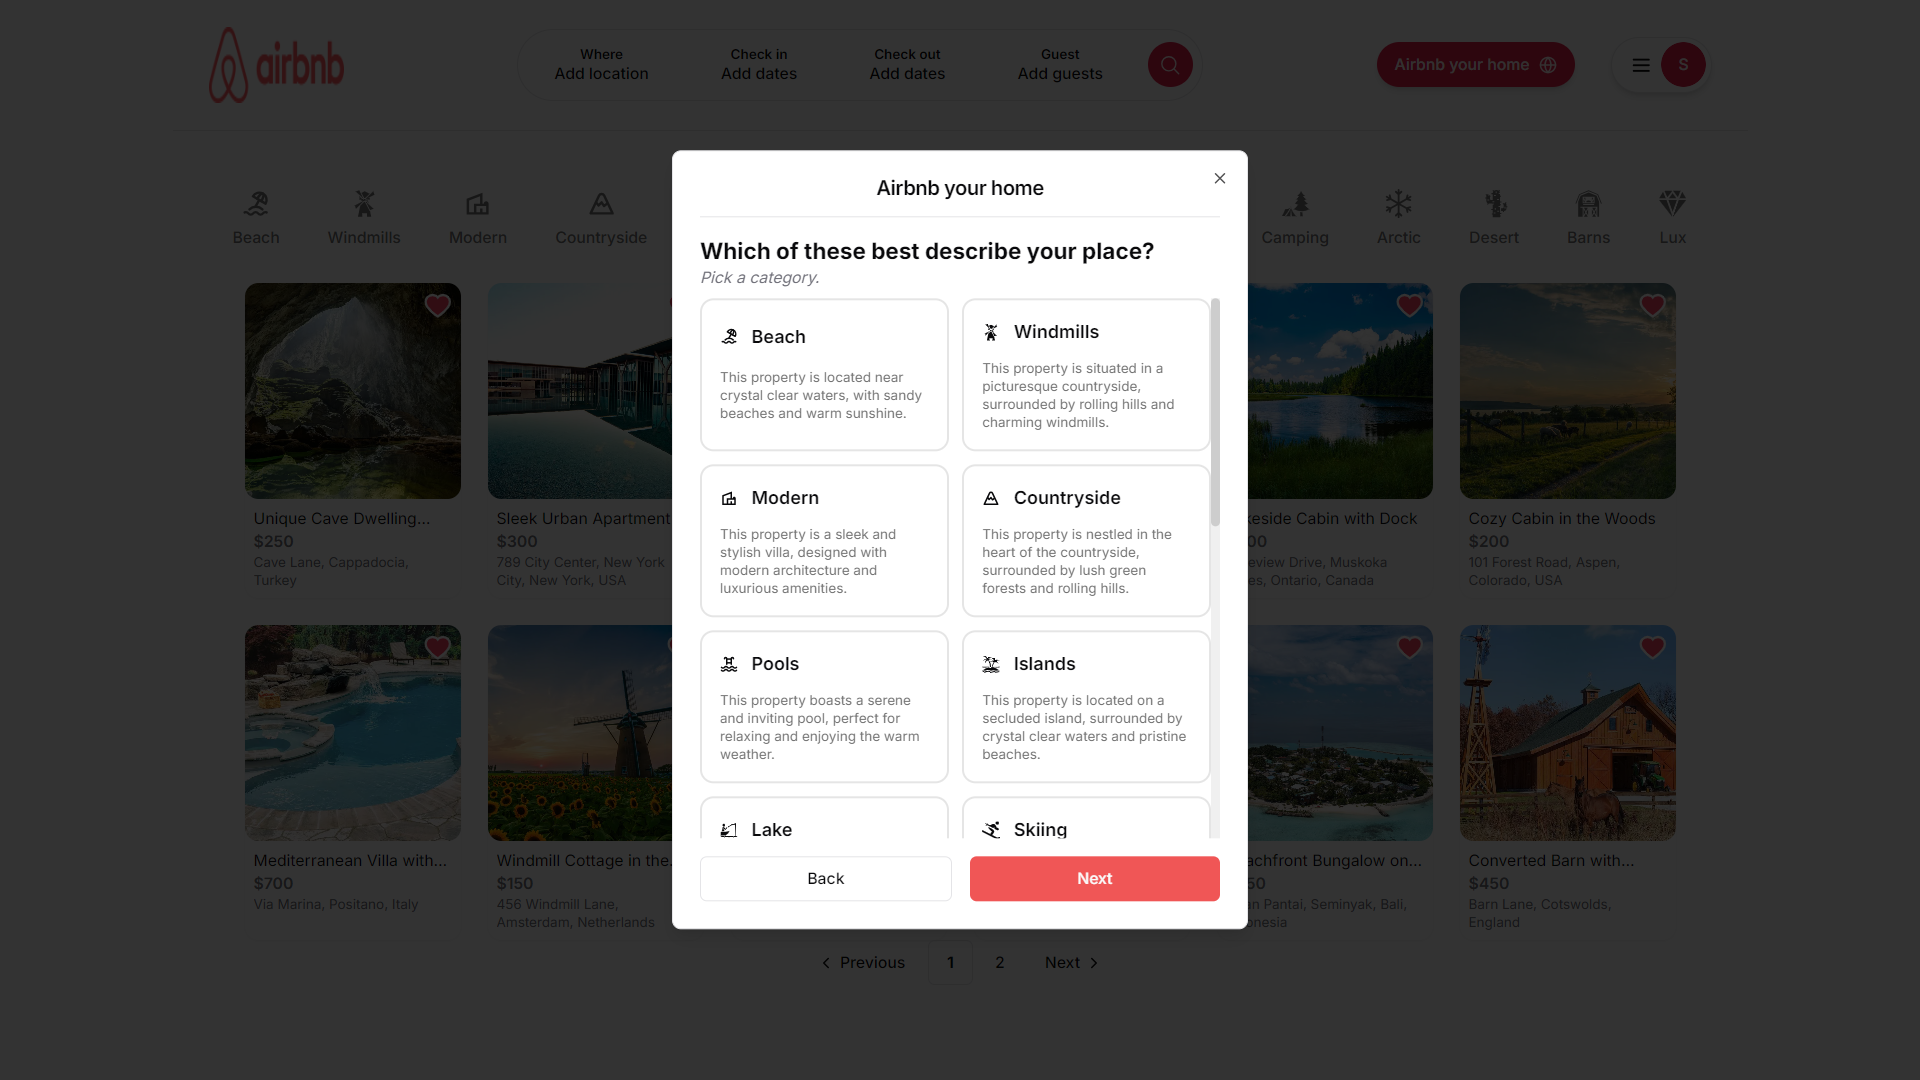 airbnb
Where
Add location
Check in
Add dates
Check out
Add dates
Guest
Add guests
Airbnb your home
S
Beach
Windmills
Modern
Countryside
Camping
Arctic
Desert
Barns
Lux
Airbnb your home
Which of these best describe your place?
Pick a category.
Beach
This property is located near
crystal clear waters, with sandy
beaches and warm sunshine.
Windmills
This property is situated in a
picturesque countryside,
surrounded by rolling hills and
charming windmills.
Modern
This property is a sleek and
stylish villa, designed with
modern architecture and
luxurious amenities.
Countryside
This property is nestled in the
heart of the countryside,
surrounded by lush green
forests and rolling hills.
Pools
This property boasts a serene
and inviting pool, perfect for
relaxing and enjoying the warm
weather.
Islands
This property is located on a
secluded island, surrounded by
crystal clear waters and pristine
beaches.
Lake
Skiing
Back
Next
Unique Cave Dwelling...
$250
Cave Lane, Cappadocia,
Turkey
Sleek Urban Apartment
$300
789 City Center, New York
City, New York, USA
keside Cabin with Dock
00
eview Drive, Muskoka
es, Ontario, Canada
Cozy Cabin in the Woods
$200
101 Forest Road, Aspen,
Colorado, USA
Mediterranean Villa with...
$700
Via Marina, Positano, Italy
Windmill Cottage in the.
$150
456 Windmill Lane,
Amsterdam, Netherlands
achfront Bungalow on...
50
an Pantai, Seminyak, Bali,
onesia
Converted Barn with...
$450
Barn Lane, Cotswolds,
England
Previous
1
2
Next